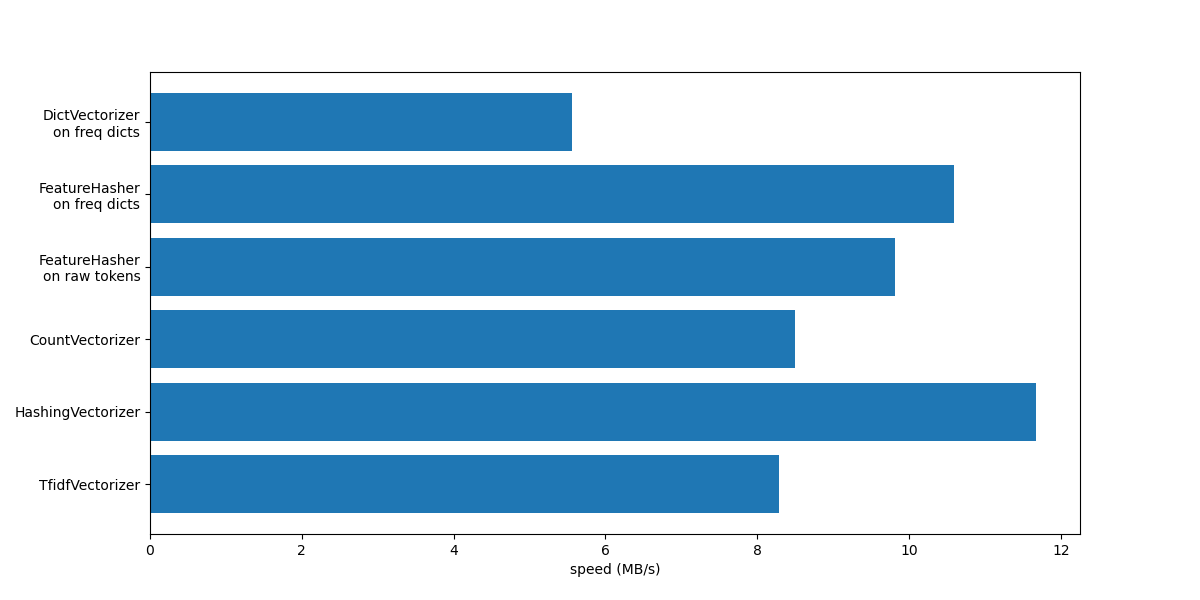 DictVectorizer
on freq dicts
FeatureHasher
on freq dicts
FeatureHasher
on raw tokens
CountVectorizer
HashingVectorizer
TfidfVectorizer
0 2 4 6 8 10 12
speed (MB/s)